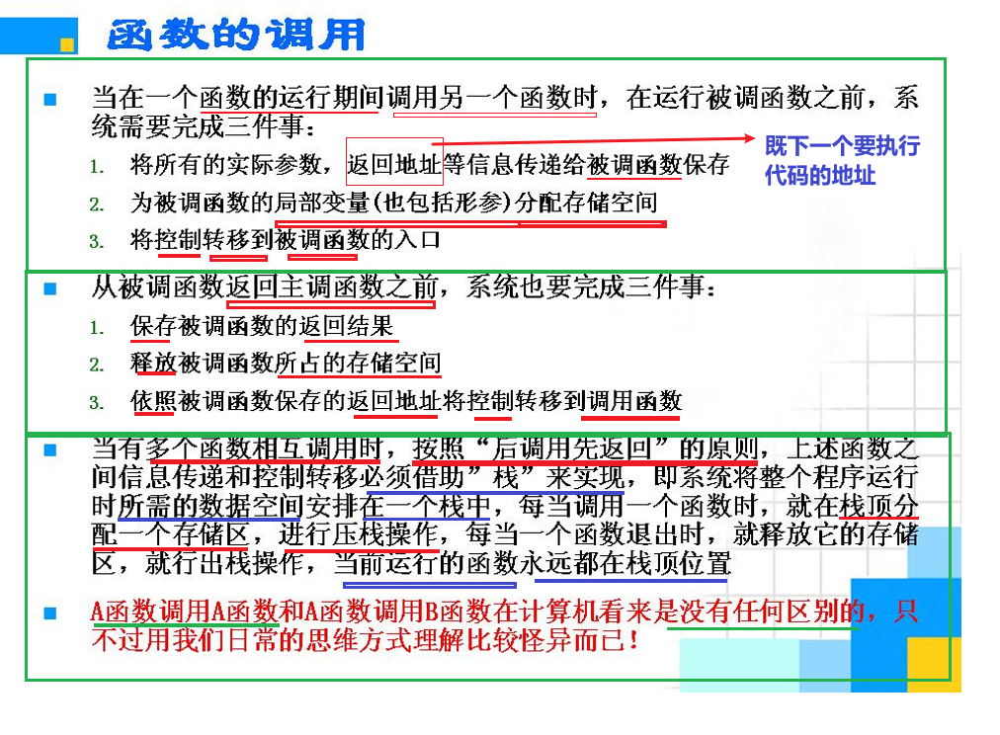 函数的调用
当在一个函数的运行期间调用另一个函数时，在运行被调函数之前，系
统需要完成三件事：
1. 将所有的实际参数，返回地址等信息传递给被调函数保存
既下一个要执行
代码的地址
2. 为被调函数的局部变量(也包括形参)分配存储空间
3. 将控制转移到被调函数的入口
从被调函数返回主调函数之前，系统也要完成三件事：
1. 保存被调函数的返回结果
2. 释放被调函数所占的存储空间
3. 依照被调函数保存的返回地址将控制转移到调用函数
当有多个函数相互调用时，按照“后调用先返回”的原则，上述函数之
间信息传递和控制转移必须借助”栈”来实现，即系统将整个程序运行
时所需的数据空间安排在一个栈中，每当调用一个函数时，就在栈顶分
配一个存储区，进行压栈操作，每当一个函数退出时，就释放它的存储
区，就行出栈操作，当前运行的函数永远都在栈顶位置
A函数调用A函数和A函数调用B函数在计算机看来是没有任何区别的，只
不过用我们日常的思维方式理解比较怪异而已！